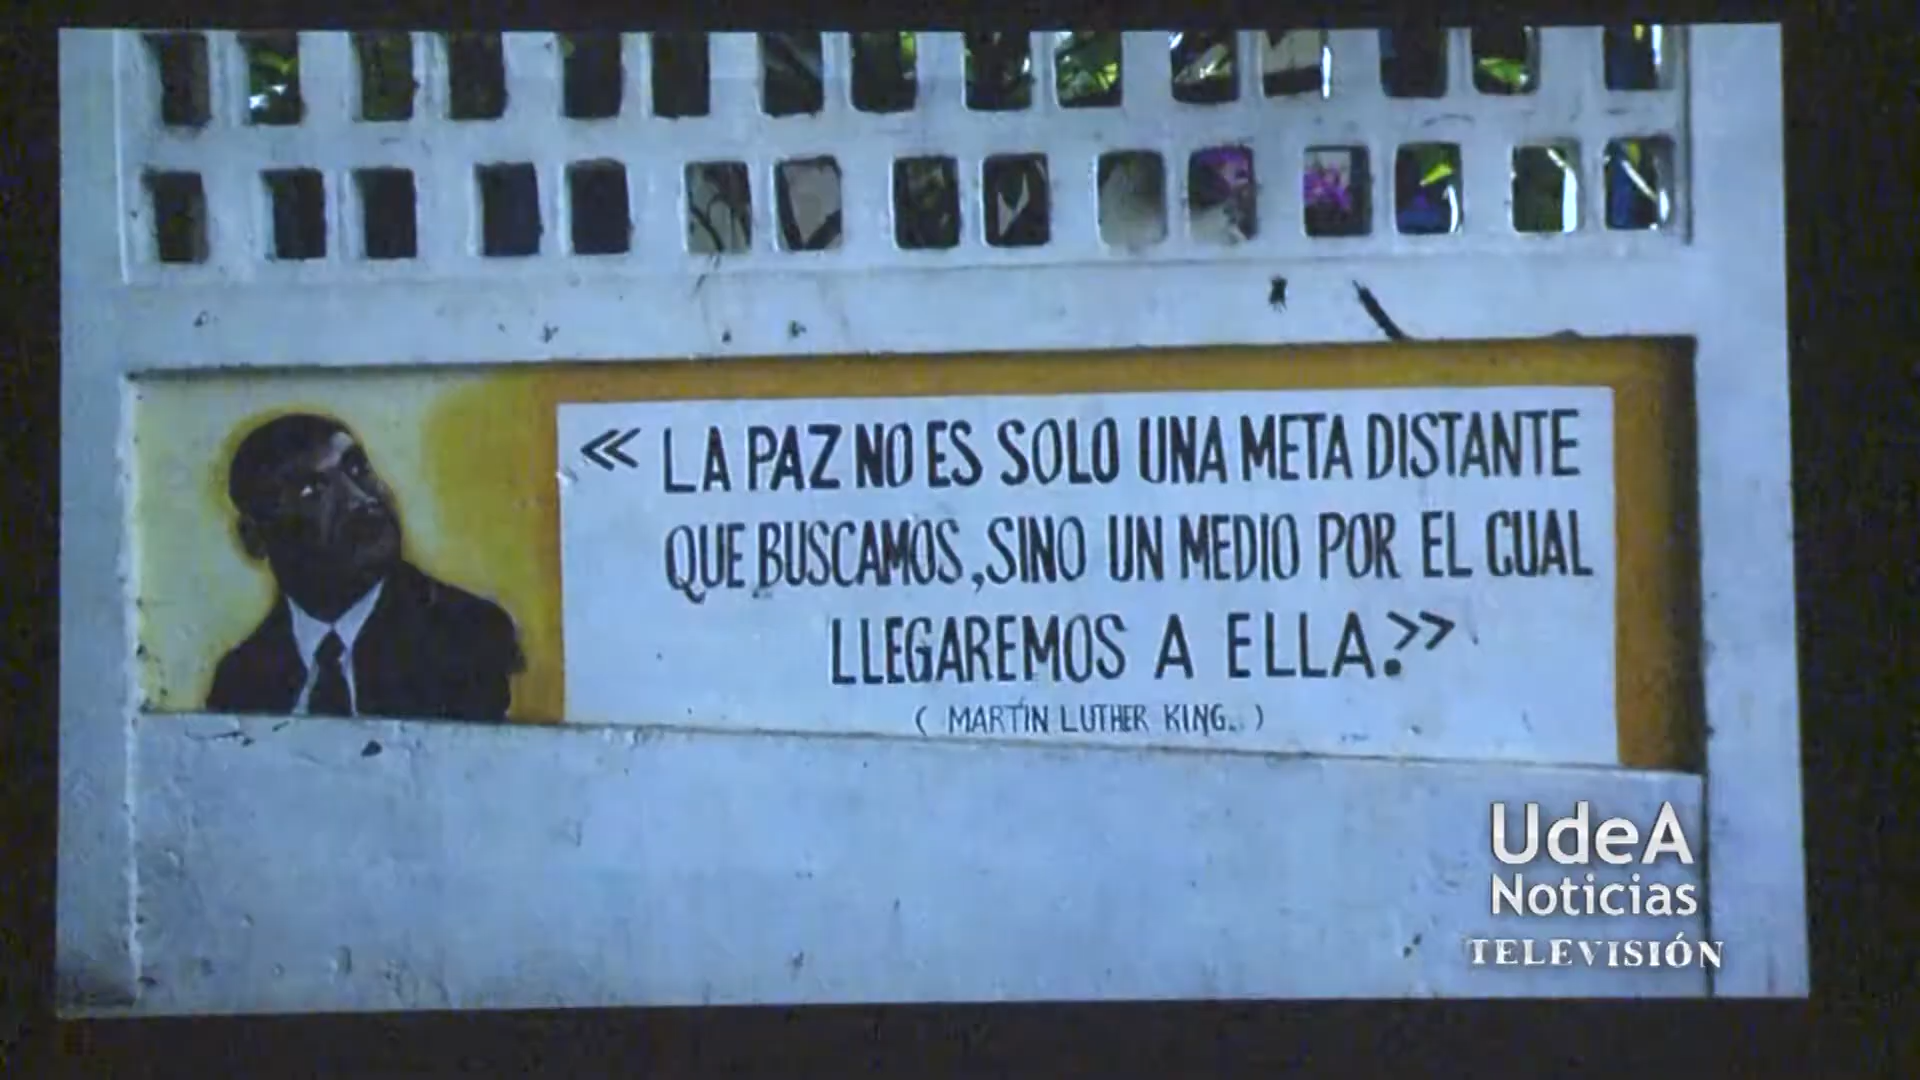 « LA PAZ NO ES SOLO UNA META DISTANTE
QUE BUSCAMOS, SINO UN MEDIO POR EL CUAL
LLEGAREMOS A ELLA.»
( MARTIN LUTHER KING. )
UdeA
Noticias
TELEVISIÓN